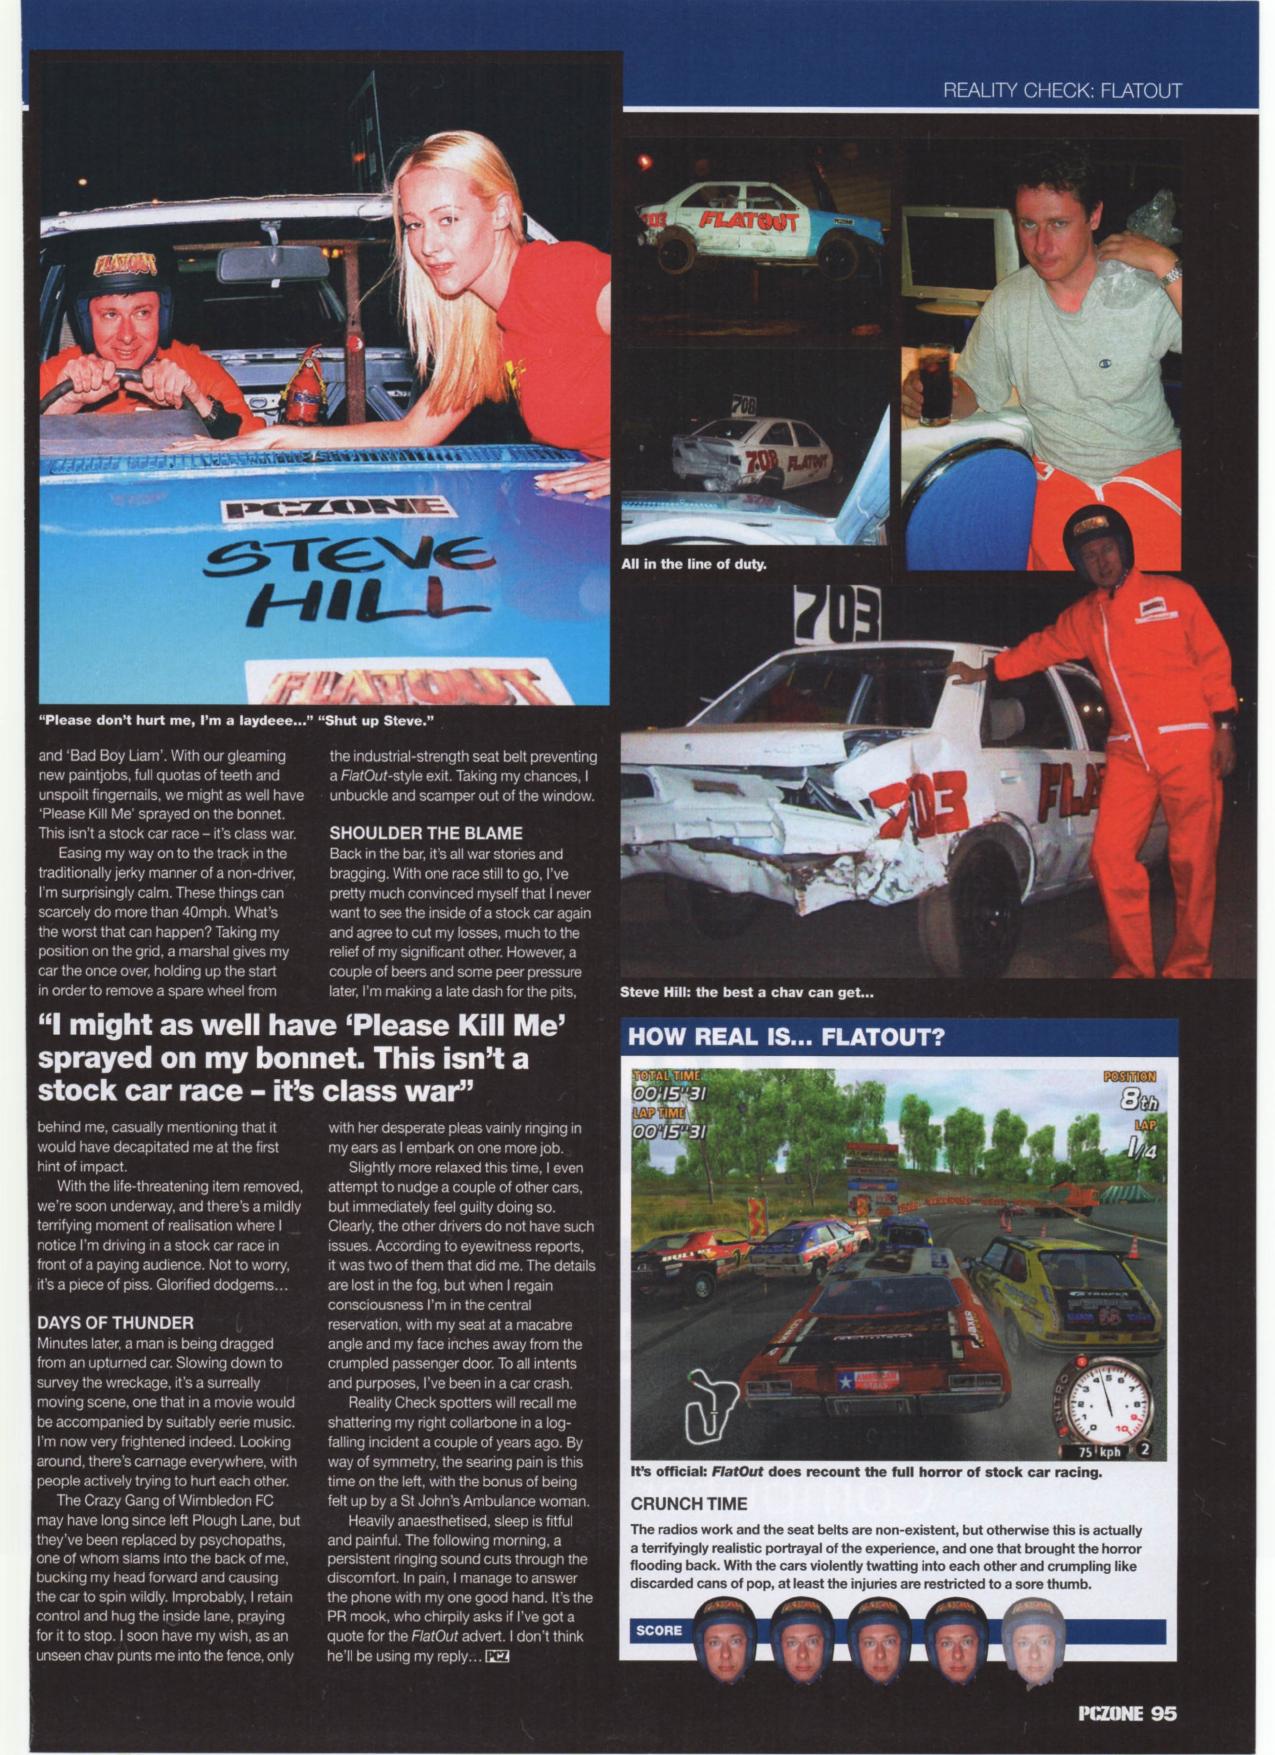 REALITY CHECK: FLATOUT
FLATOUT
PCZONE
STEVE
HILL
FLATOUT
"Please don't hurt me, I'm a laydeee..." "Shut up Steve."
703
FLATOUT
PCZONE
708
708
FLATOUT
All in the line of duty.
703
703
FLA
Steve Hill: the best a chav can get...
and 'Bad Boy Liam'. With our gleaming
new paintjobs, full quotas of teeth and
unspoilt fingernails, we might as well have
'Please Kill Me' sprayed on the bonnet.
This isn't a stock car race – it's class war.
Easing my way on to the track in the
traditionally jerky manner of a non-driver,
I'm surprisingly calm. These things can
scarcely do more than 40mph. What's
the worst that can happen? Taking my
position on the grid, a marshal gives my
car the once over, holding up the start
in order to remove a spare wheel from
"I might as well have 'Please Kill Me'
sprayed on my bonnet. This isn't a
stock car race – it's class war"
behind me, casually mentioning that it
would have decapitated me at the first
hint of impact.
With the life-threatening item removed,
we're soon underway, and there's a mildly
terrifying moment of realisation where I
notice I'm driving in a stock car race in
front of a paying audience. Not to worry,
it's a piece of piss. Glorified dodgems...
DAYS OF THUNDER
Minutes later, a man is being dragged
from an upturned car. Slowing down to
survey the wreckage, it's a surreally
moving scene, one that in a movie would
be accompanied by suitably eerie music.
I'm now very frightened indeed. Looking
around, there's carnage everywhere, with
people actively trying to hurt each other.
The Crazy Gang of Wimbledon FC
may have long since left Plough Lane, but
they've been replaced by psychopaths,
one of whom slams into the back of me,
bucking my head forward and causing
the car to spin wildly. Improbably, I retain
control and hug the inside lane, praying
for it to stop. I soon have my wish, as an
unseen chav punts me into the fence, only
the industrial-strength seat belt preventing
a FlatOut-style exit. Taking my chances, I
unbuckle and scamper out of the window.
SHOULDER THE BLAME
Back in the bar, it's all war stories and
bragging. With one race still to go, I've
pretty much convinced myself that I never
want to see the inside of a stock car again
and agree to cut my losses, much to the
relief of my significant other. However, a
couple of beers and some peer pressure
later, I'm making a late dash for the pits,
with her desperate pleas vainly ringing in
my ears as I embark on one more job.
Slightly more relaxed this time, I even
attempt to nudge a couple of other cars,
but immediately feel guilty doing so.
Clearly, the other drivers do not have such
issues. According to eyewitness reports,
it was two of them that did me. The details
are lost in the fog, but when I regain
consciousness I'm in the central
reservation, with my seat at a macabre
angle and my face inches away from the
crumpled passenger door. To all intents
and purposes, I've been in a car crash.
Reality Check spotters will recall me
shattering my right collarbone in a log-
falling incident a couple of years ago. By
way of symmetry, the searing pain is this
time on the left, with the bonus of being
felt up by a St John's Ambulance woman.
Heavily anaesthetised, sleep is fitful
and painful. The following morning, a
persistent ringing sound cuts through the
discomfort. In pain, I manage to answer
the phone with my one good hand. It's the
PR mook, who chirpily asks if I've got a
quote for the FlatOut advert. I don't think
he'll be using my reply... PCZ
HOW REAL IS... FLATOUT?
TOTAL TIME
00'15"31
LAP TIME
00'15"31
POSITION
8th
LAP
1/4
BULLET
AMERICAN
NITRO
75 kph 2
It's official: FlatOut does recount the full horror of stock car racing.
CRUNCH TIME
The radios work and the seat belts are non-existent, but otherwise this is actually
a terrifyingly realistic portrayal of the experience, and one that brought the horror
flooding back. With the cars violently twatting into each other and crumpling like
discarded cans of pop, at least the injuries are restricted to a sore thumb.
SCORE
PCZONE 95